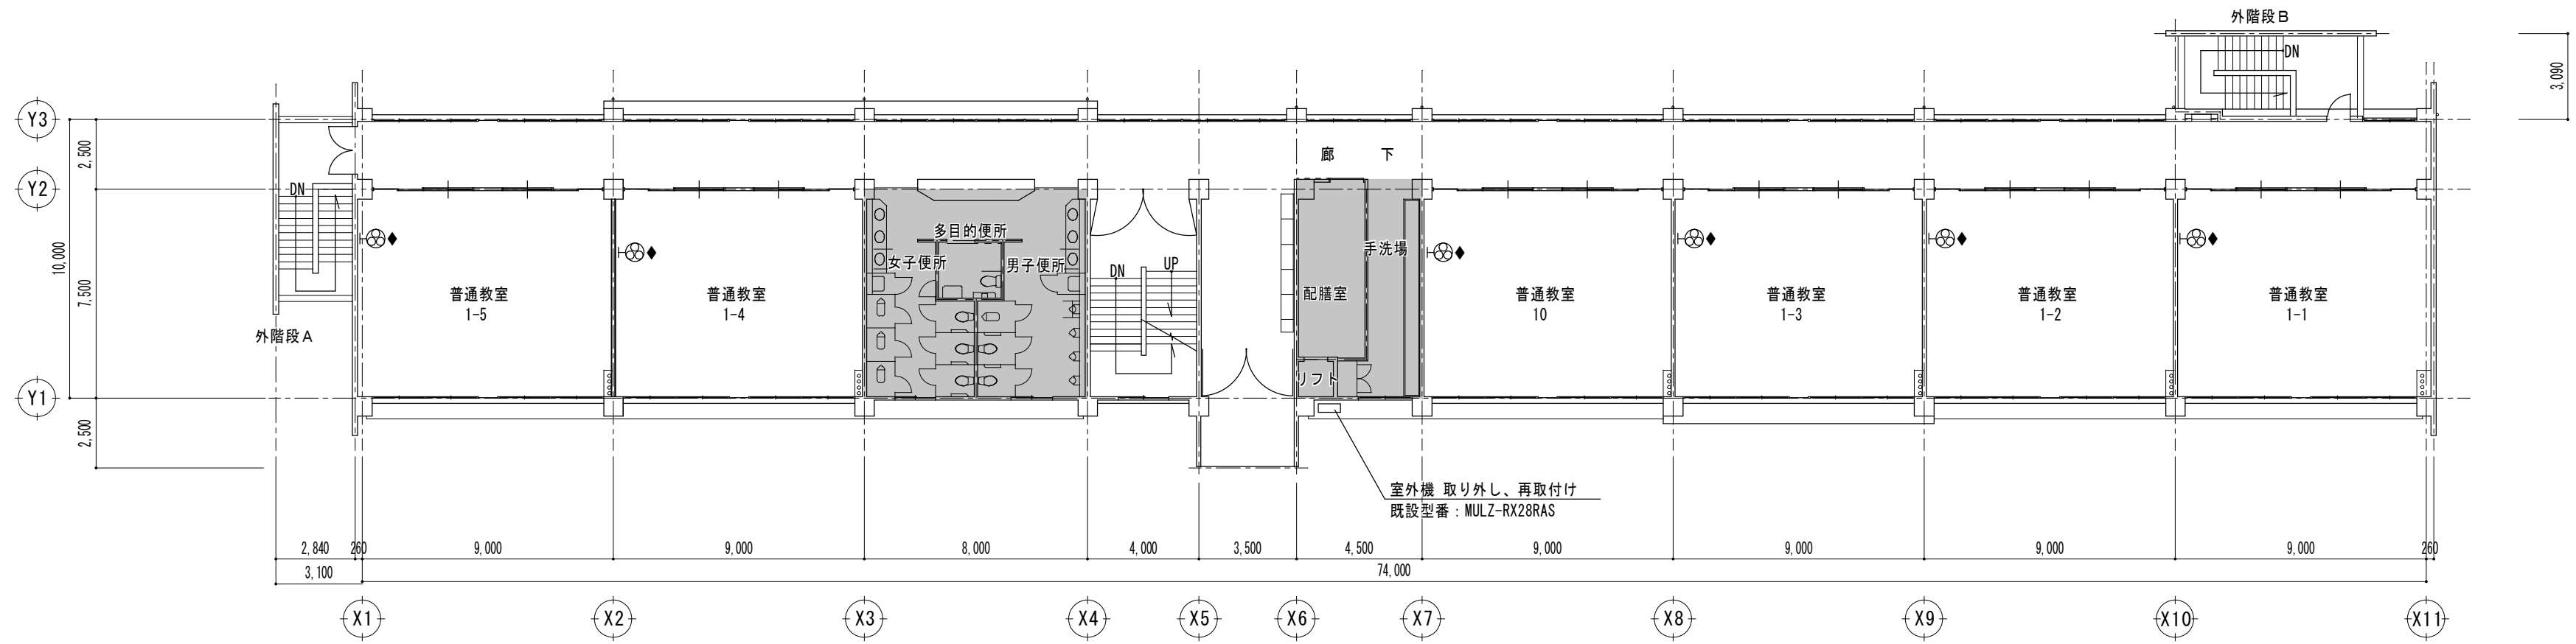 外階段B
DN
3,090
Y3
2,500
廊　下
Y2
DN
10,000
多目的便所
手洗場
女子便所
男子便所
DN
UP
7,500
普通教室
1-5
普通教室
1-4
配膳室
普通教室
10
普通教室
1-3
普通教室
1-2
普通教室
1-1
外階段A
リフト
Y1
2,500
室外機 取り外し、再取付け
既設型番：MULZ-RX28RAS
2,840
260
9,000
9,000
8,000
4,000
3,500
4,500
9,000
9,000
9,000
9,000
260
3,100
74,000
X1
X2
X3
X4
X5
X6
X7
X8
X9
X10
X11